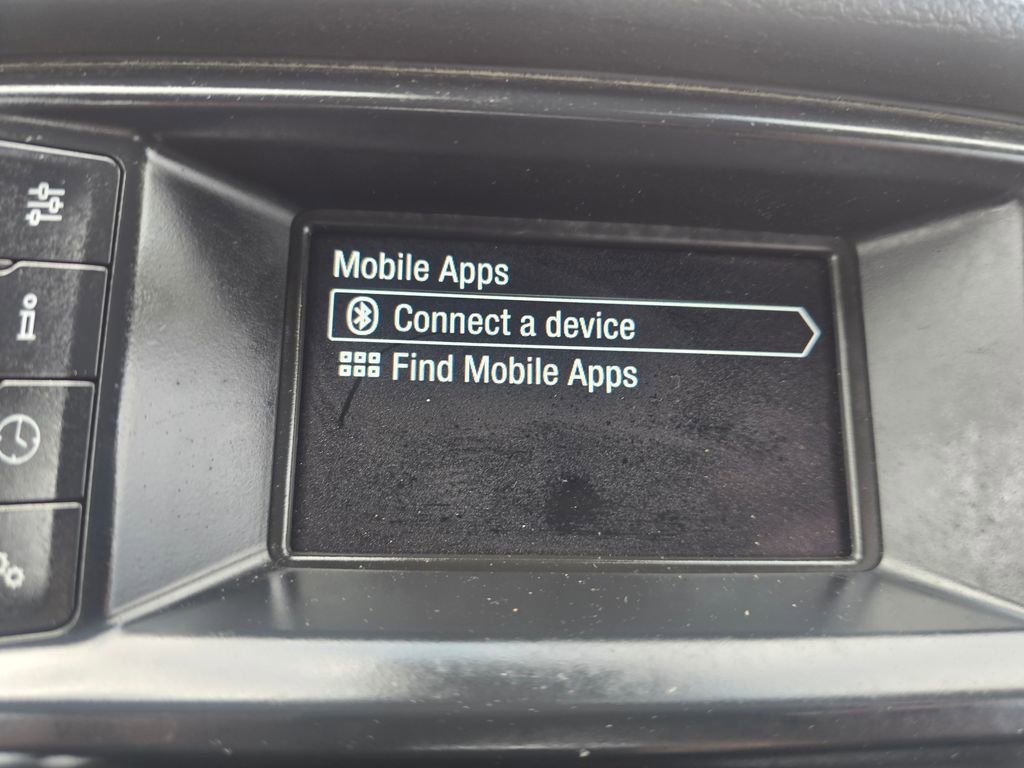 Mobile Apps
Connect a device
Find Mobile Apps